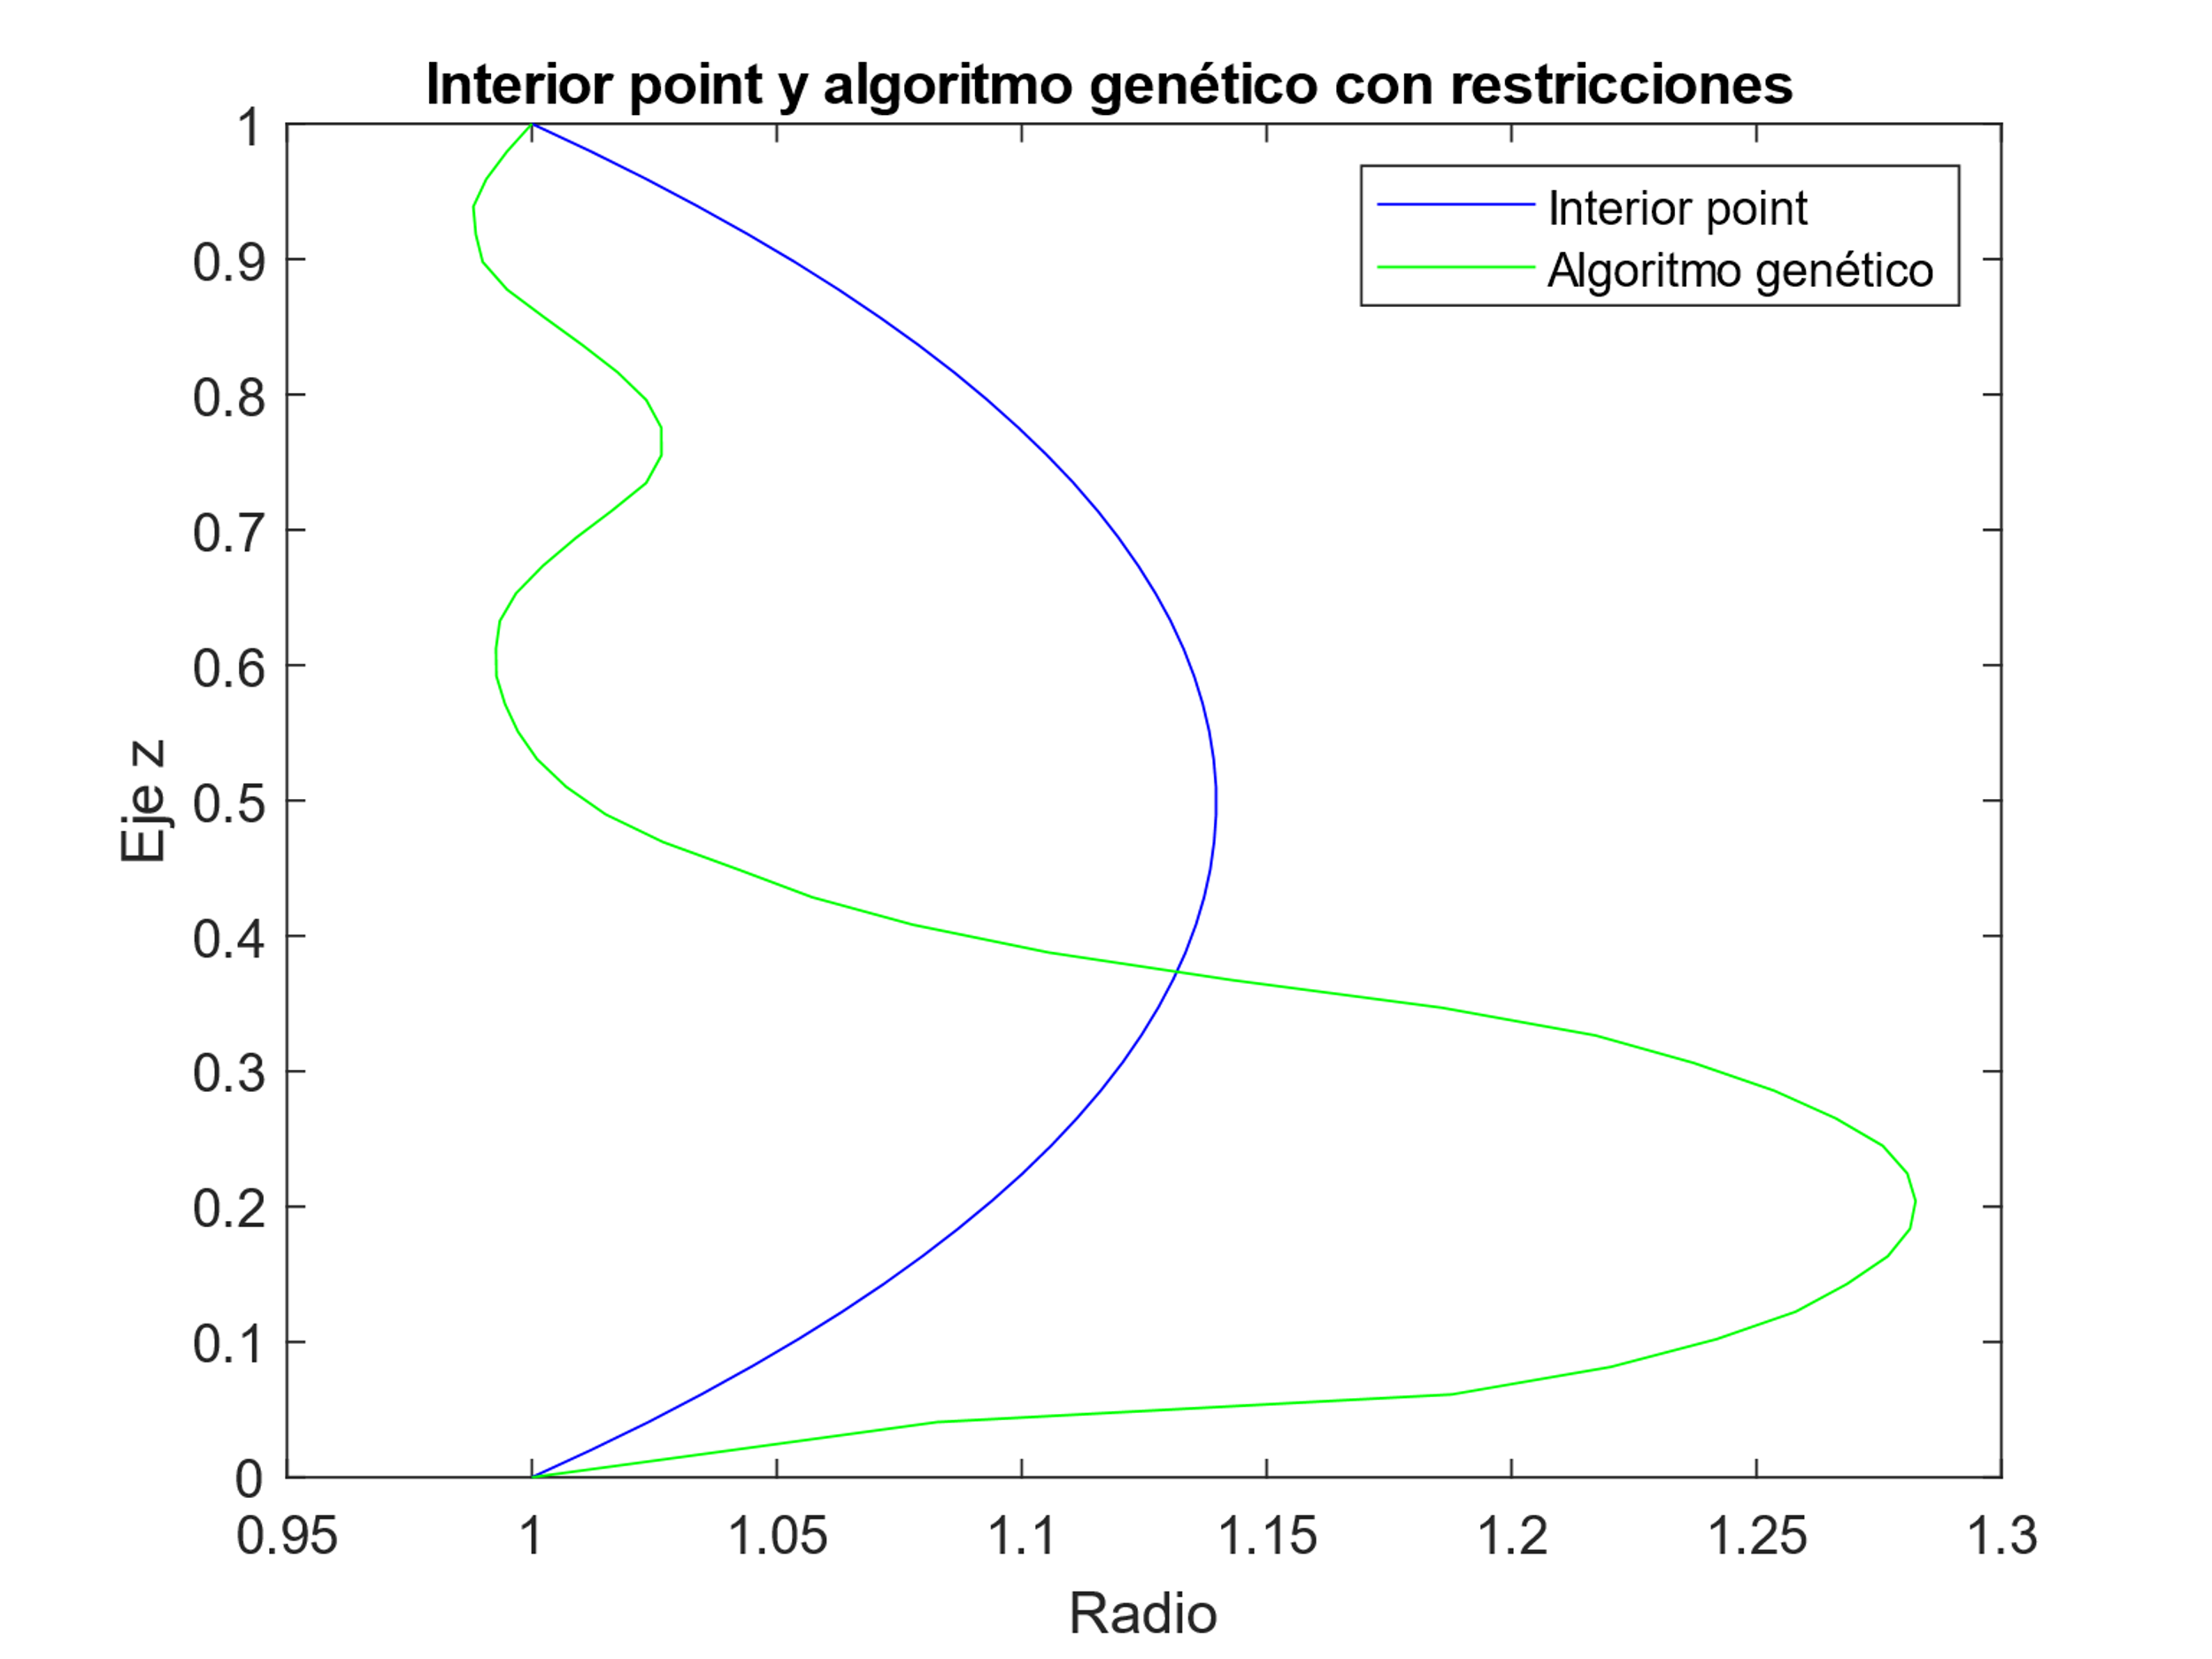 Interior point y algoritmo genético con restricciones
Interior point
Algoritmo genético
1
0.9
0.8
0.7
0.6
0.5
0.4
0.3
0.2
0.1
0
Eje z
0.95 1 1.05 1.1 1.15 1.2 1.25 1.3
Radio